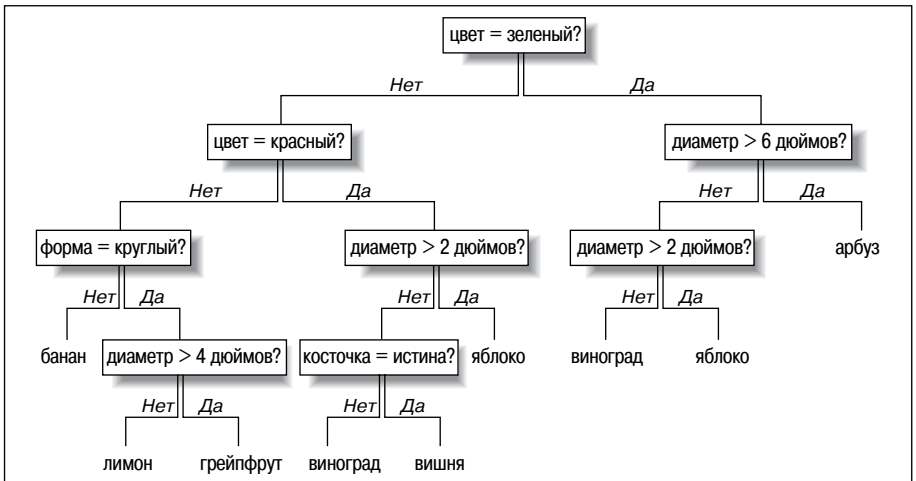 цвет = зеленый?
Нет Да
цвет = красный? диаметр > 6 дюймов?
Нет Да Нет Да
форма = круглый? диаметр > 2 дюймов? диаметр > 2 дюймов? арбуз
Нет Да Нет Да Нет Да
банан диаметр > 4 дюймов? косточка = истина? яблоко виноград яблоко
Нет Да Нет Да
лимон грейпфрут виноград вишня